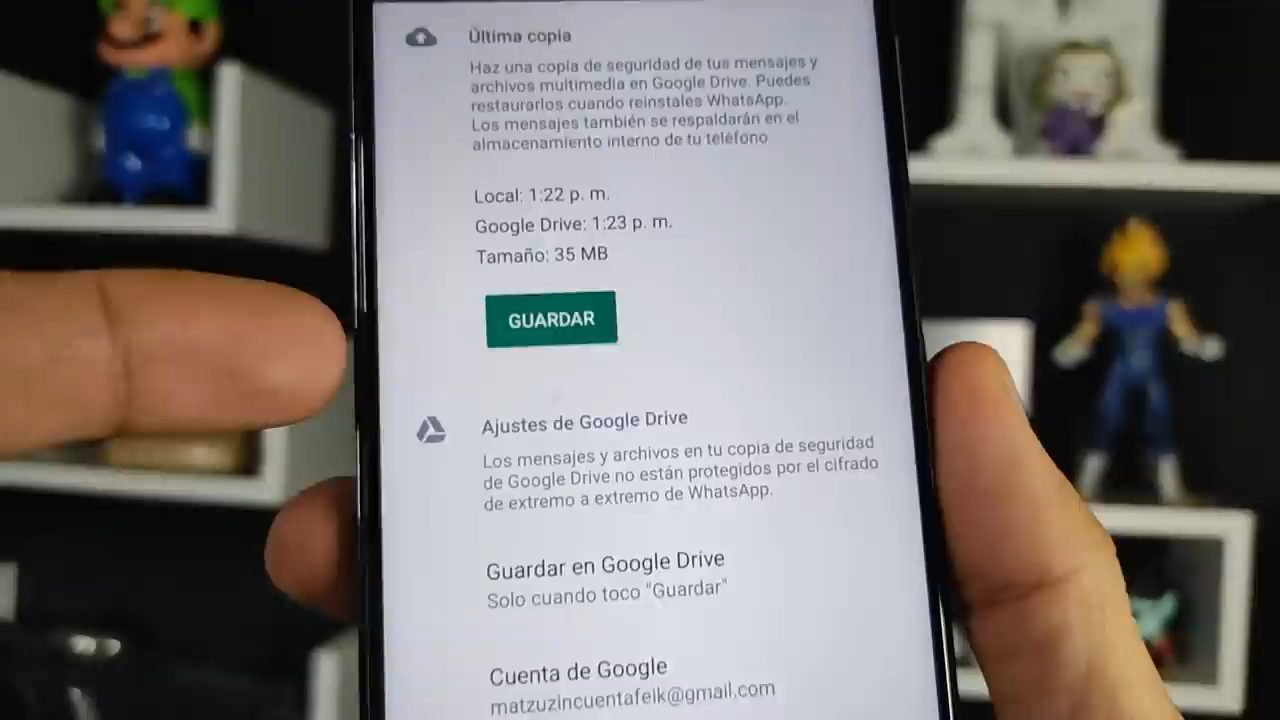 Última copia
Haz una copia de seguridad de tus mensajes y
archivos multimedia en Google Drive. Puedes
restaurarlos cuando reinstales WhatsApp.
Los mensajes también se respaldarán en el
almacenamiento interno de tu teléfono
Local: 1:22 p. m.
Google Drive: 1:23 p. m.
Tamaño: 35 MB
GUARDAR
Ajustes de Google Drive
Los mensajes y archivos en tu copia de seguridad
de Google Drive no están protegidos por el cifrado
de extremo a extremo de WhatsApp.
Guardar en Google Drive
Solo cuando toco "Guardar"
Cuenta de Google
matzuzincuentafeik@gmail.com